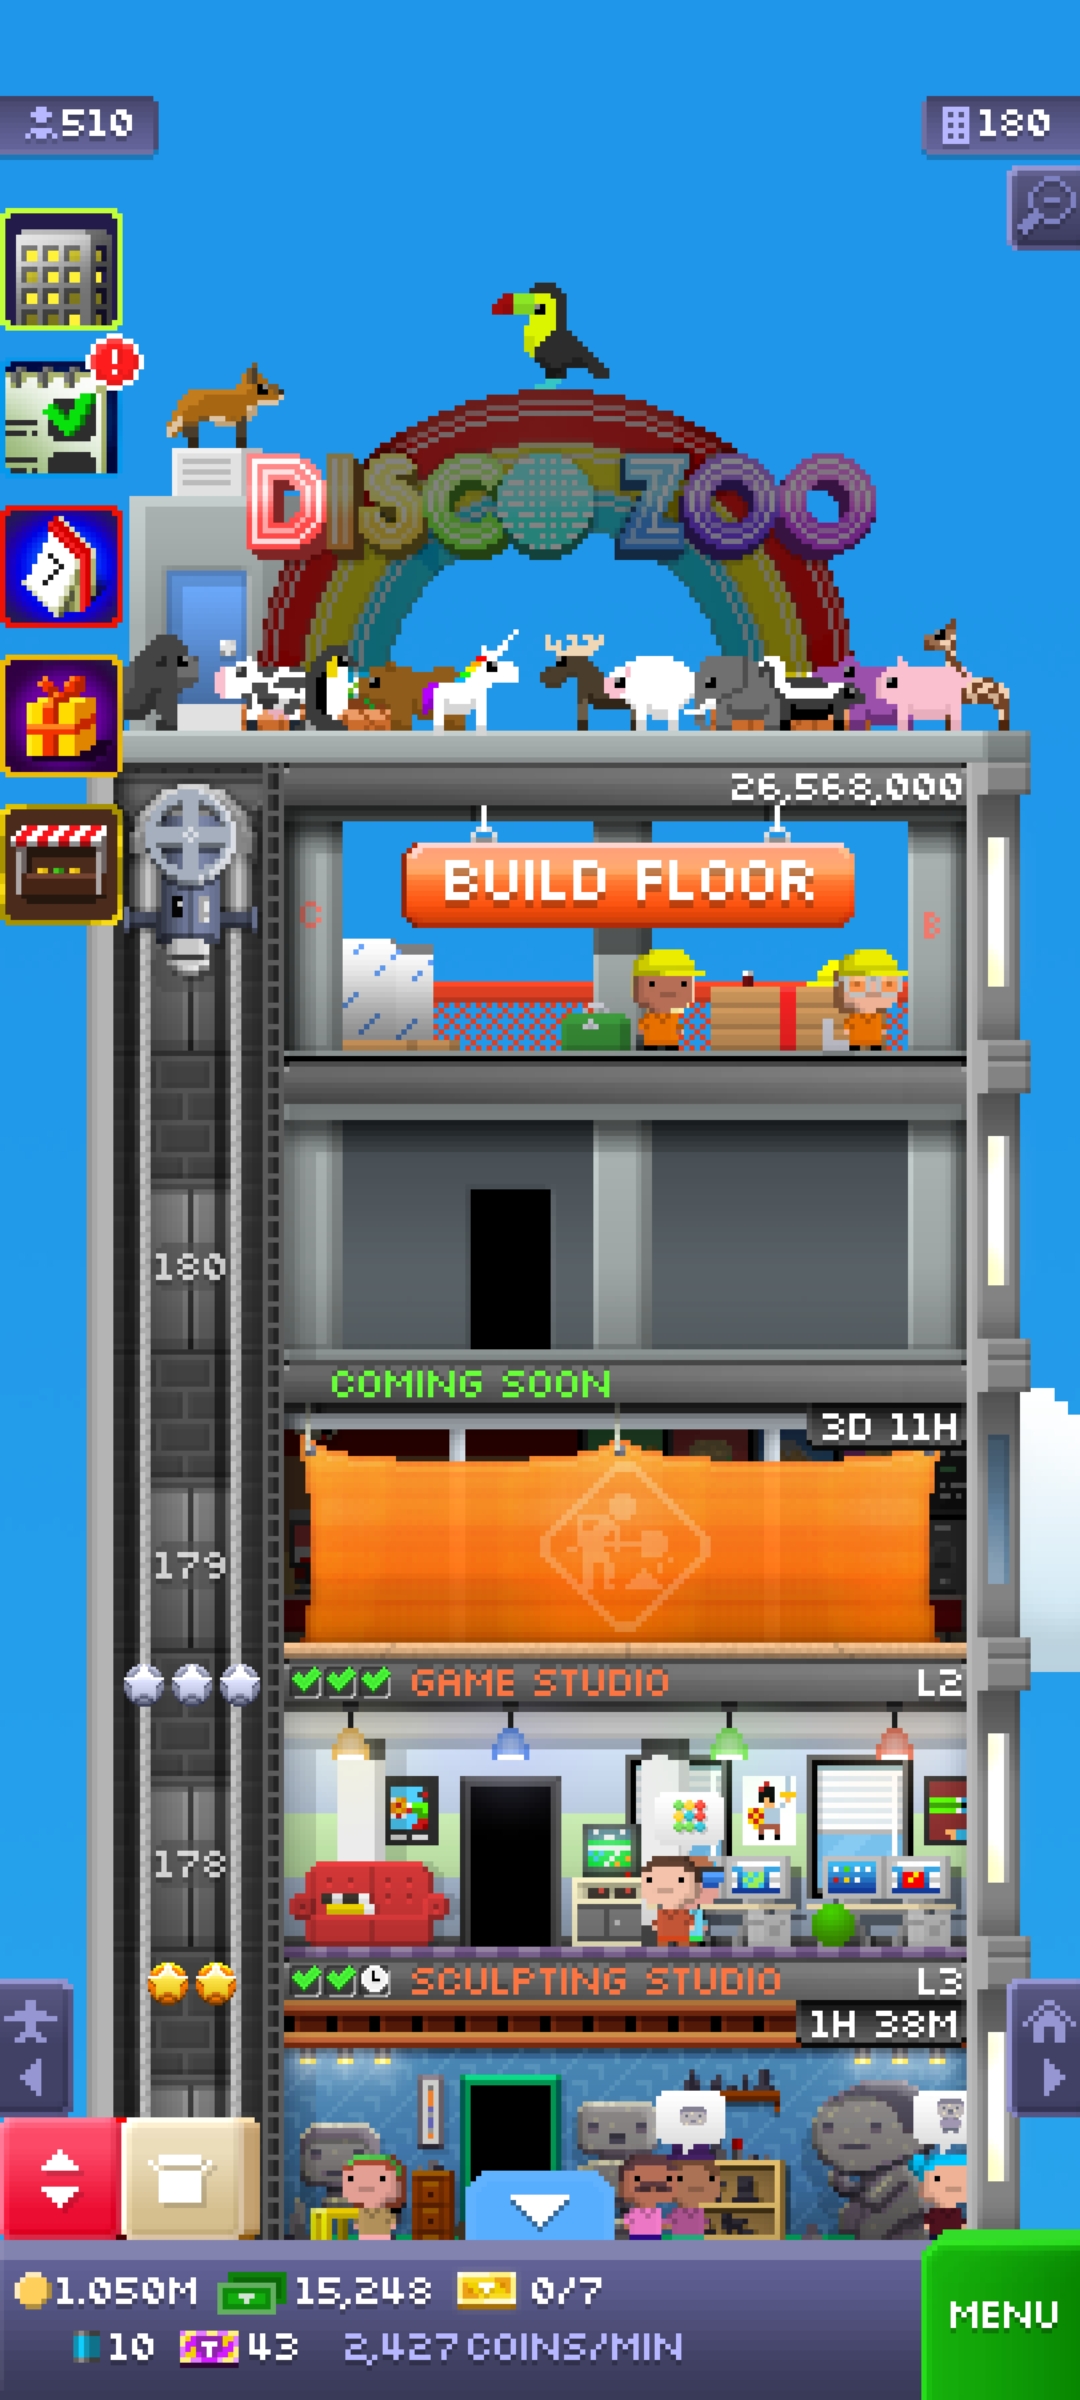 510
180
7
DISCO ZOO
26,568,000
BUILD FLOOR
C
B
180
COMING SOON
3D 11H
179
GAME STUDIO L2
178
SCULPTING STUDIO L3
1H 38M
1.050M 15,248 0/7
10 T 43 2,427 COINS/MIN
MENU